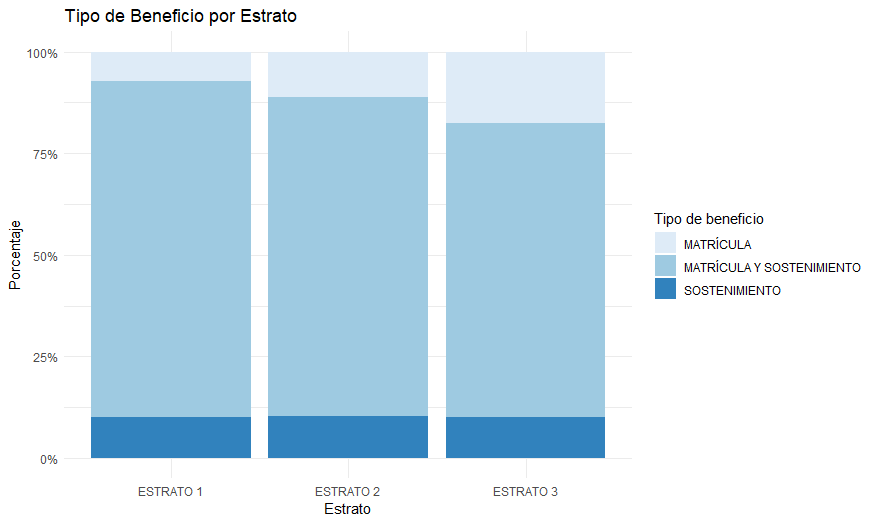 Tipo de Beneficio por Estrato
100%
75%
50%
25%
0%
Porcentaje
ESTRATO 1
ESTRATO 2
ESTRATO 3
Estrato
Tipo de beneficio
MATRÍCULA
MATRÍCULA Y SOSTENIMIENTO
SOSTENIMIENTO